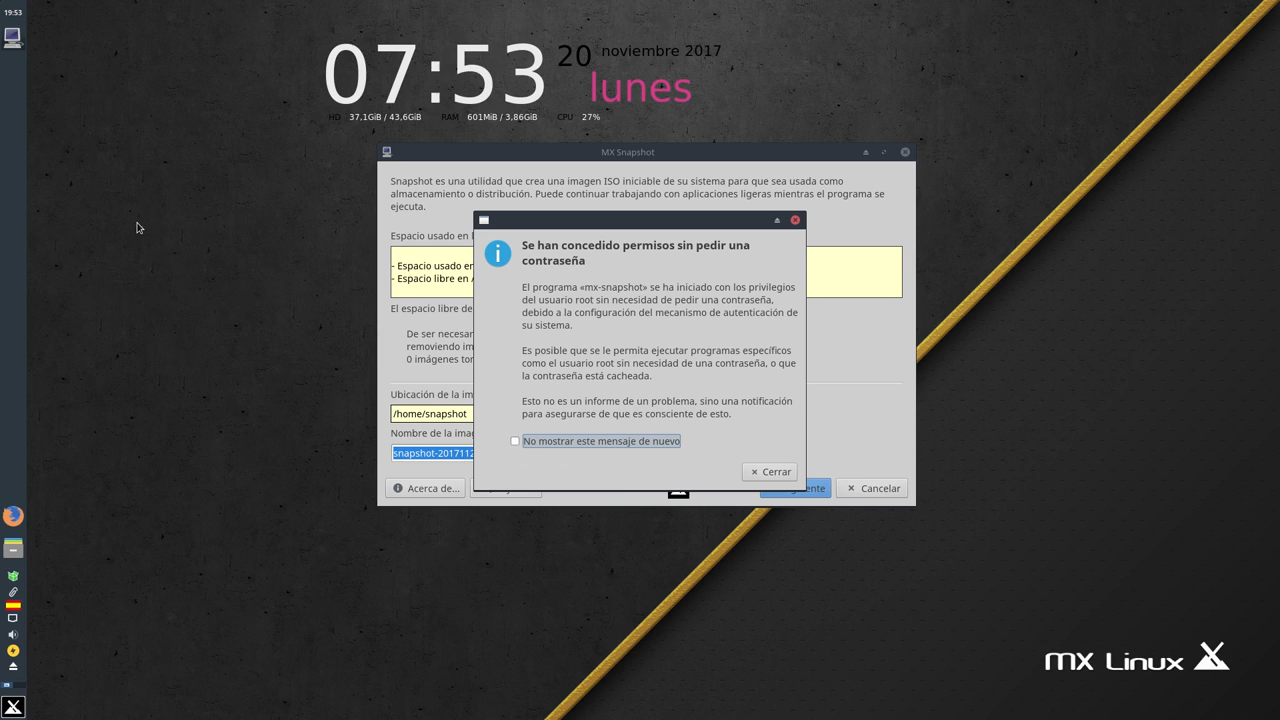 19:53
07:53
20 noviembre 2017
lunes
HD 37,1GiB / 43,6GiB RAM 601MiB / 3,86GiB CPU 27%
MX Snapshot
Snapshot es una utilidad que crea una imagen ISO iniciable de su sistema para que sea usada como
almacenamiento o distribución. Puede continuar trabajando con aplicaciones ligeras mientras el programa se
ejecuta.
Espacio usado en
- Espacio usado en
- Espacio libre en
El espacio libre de
De ser necesar
removiendo im
0 imágenes tor
Ubicación de la im
/home/snapshot
Nombre de la imag
snapshot-2017112
Acerca de...
Cancelar
Se han concedido permisos sin pedir una
contraseña
El programa «mx-snapshot» se ha iniciado con los privilegios
del usuario root sin necesidad de pedir una contraseña,
debido a la configuración del mecanismo de autenticación de
su sistema.
Es posible que se le permita ejecutar programas específicos
como el usuario root sin necesidad de una contraseña, o que
la contraseña está cacheada.
Esto no es un informe de un problema, sino una notificación
para asegurarse de que es consciente de esto.
No mostrar este mensaje de nuevo
Cerrar
MX Linux